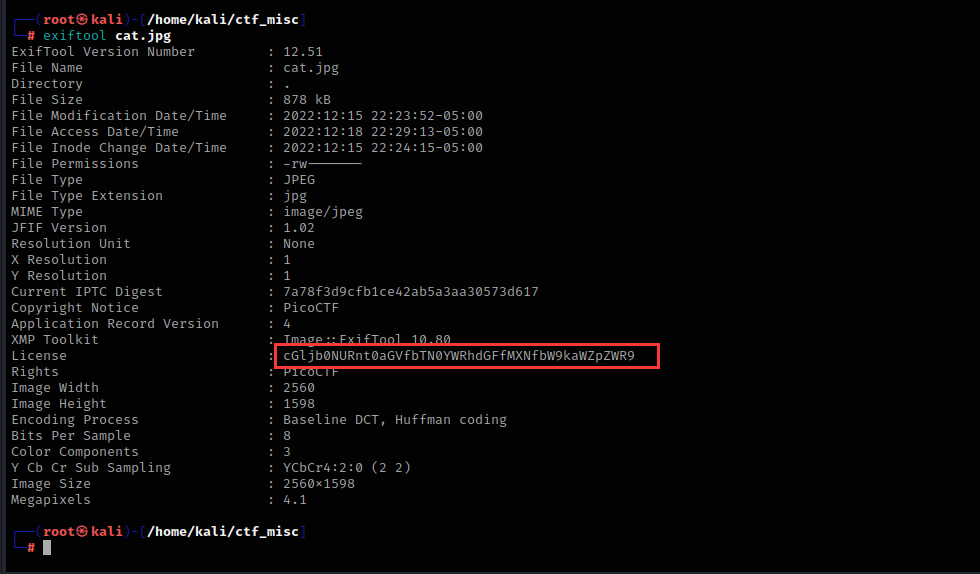 (root㉿kali)-[/home/kali/ctf_misc]
# exiftool cat.jpg
ExifTool Version Number : 12.51
File Name : cat.jpg
Directory : .
File Size : 878 kB
File Modification Date/Time : 2022:12:15 22:23:52-05:00
File Access Date/Time : 2022:12:18 22:29:13-05:00
File Inode Change Date/Time : 2022:12:15 22:24:15-05:00
File Permissions : -rw-------
File Type : JPEG
File Type Extension : jpg
MIME Type : image/jpeg
JFIF Version : 1.02
Resolution Unit : None
X Resolution : 1
Y Resolution : 1
Current IPTC Digest : 7a78f3d9cfb1ce42ab5a3aa30573d617
Copyright Notice : PicoCTF
Application Record Version : 4
XMP Toolkit : Image::ExifTool 10.80
License : cGljb0NURnt0aGVfbTN0YWRhdGFfMXNfbW9kaWZpZWR9
Rights : PicoCTF
Image Width : 2560
Image Height : 1598
Encoding Process : Baseline DCT, Huffman coding
Bits Per Sample : 8
Color Components : 3
Y Cb Cr Sub Sampling : YCbCr4:2:0 (2 2)
Image Size : 2560×1598
Megapixels : 4.1
(root㉿kali)-[/home/kali/ctf_misc]
#